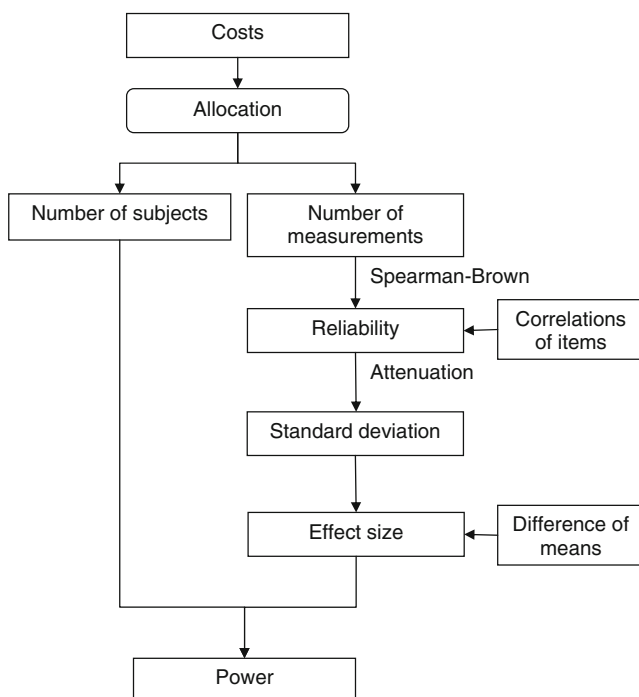 Costs
Allocation
Number of subjects
Number of
measurements
Spearman-Brown
Reliability
Correlations
of items
Attenuation
Standard deviation
Effect size
Difference of
means
Power